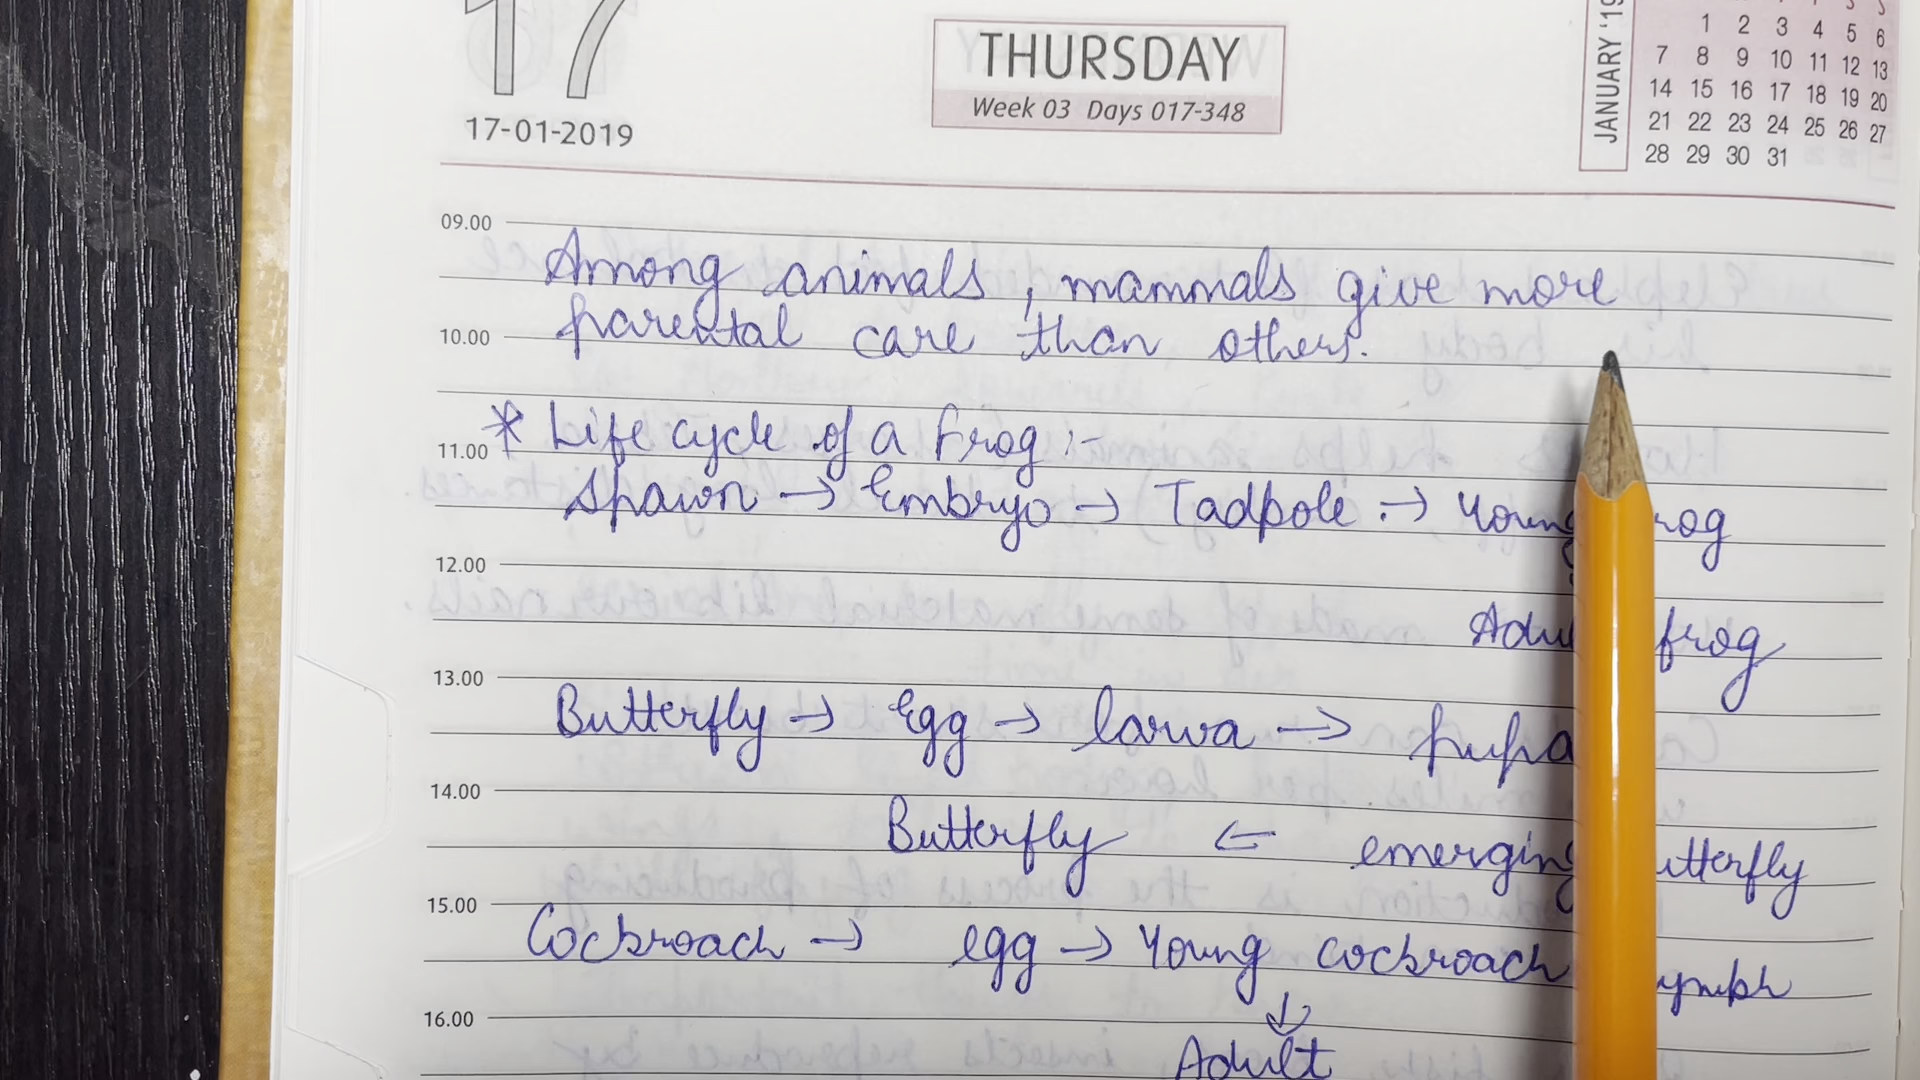 17
17-01-2019
THURSDAY
Week 03 Days 017-348
JANUARY '19
1 2 3 4 5 6
7 8 9 10 11 12 13
14 15 16 17 18 19 20
21 22 23 24 25 26 27
28 29 30 31
09.00
Among animals, mammals give more
10.00
parental care than others.
* Life cycle of a frog :-
11.00
Spawn → Embryo → Tadpole → Young frog
12.00
Adult frog
13.00
Butterfly → Egg → larva → pupa
14.00
Butterfly ← emerging butterfly
15.00
Cockroach → egg → Young cockroach
↓
16.00
Adult